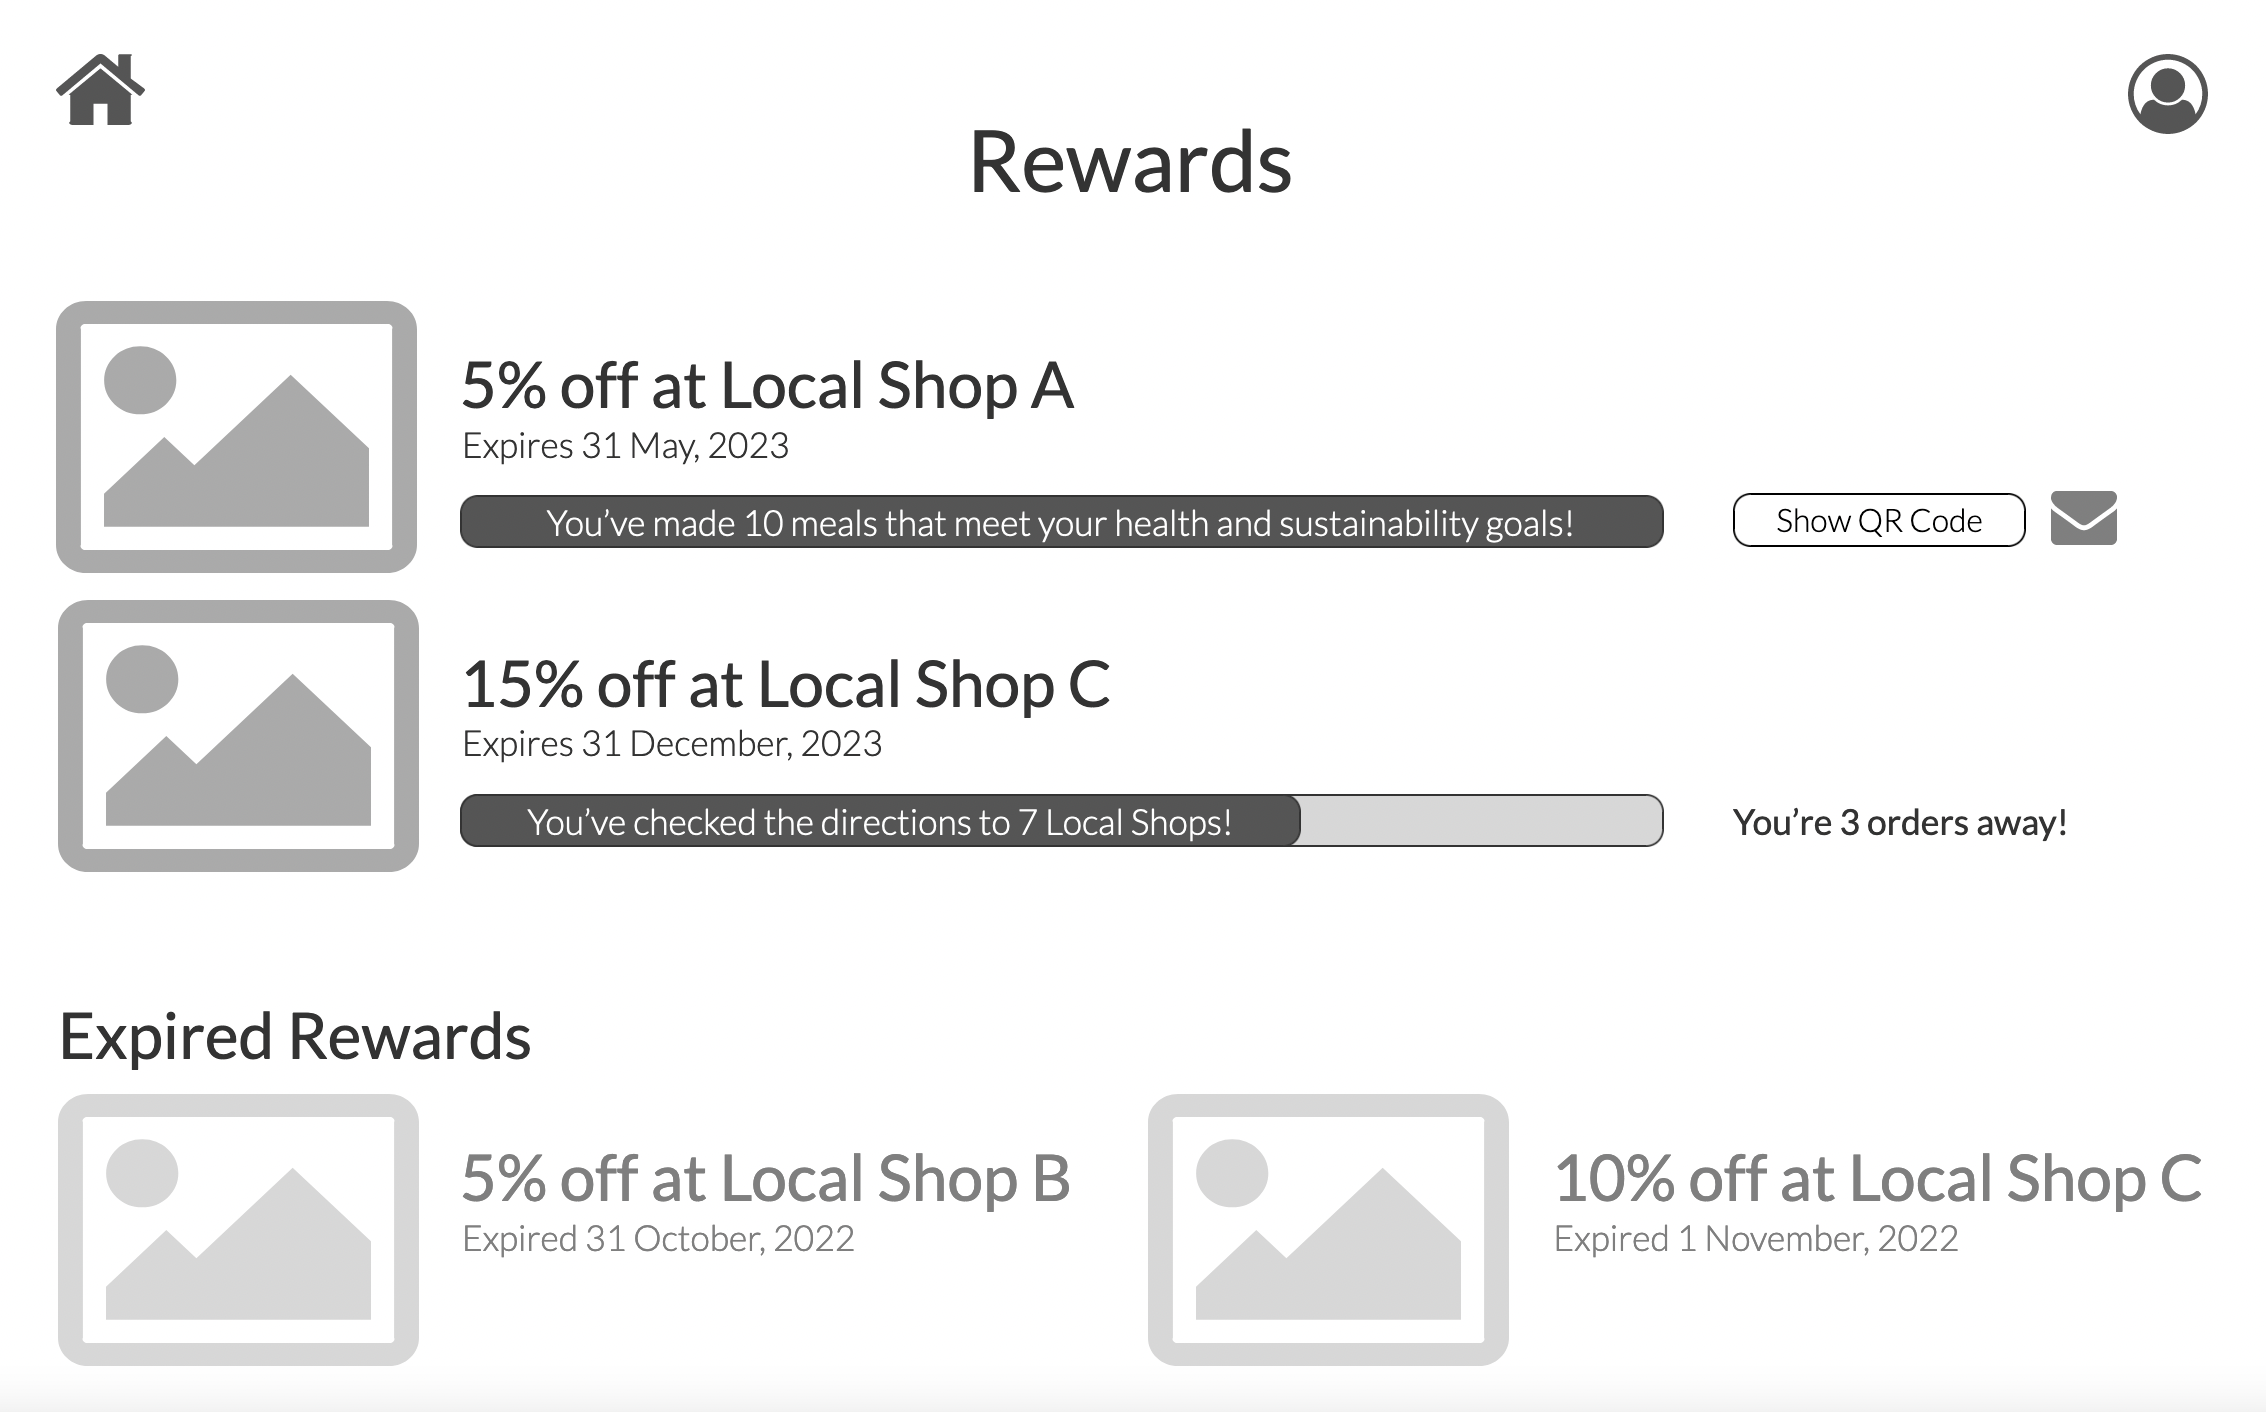 Rewards
5% off at Local Shop A
Expires 31 May, 2023
You’ve made 10 meals that meet your health and sustainability goals!
Show QR Code
15% off at Local Shop C
Expires 31 December, 2023
You’ve checked the directions to 7 Local Shops!
You’re 3 orders away!
Expired Rewards
5% off at Local Shop B
Expired 31 October, 2022
10% off at Local Shop C
Expired 1 November, 2022